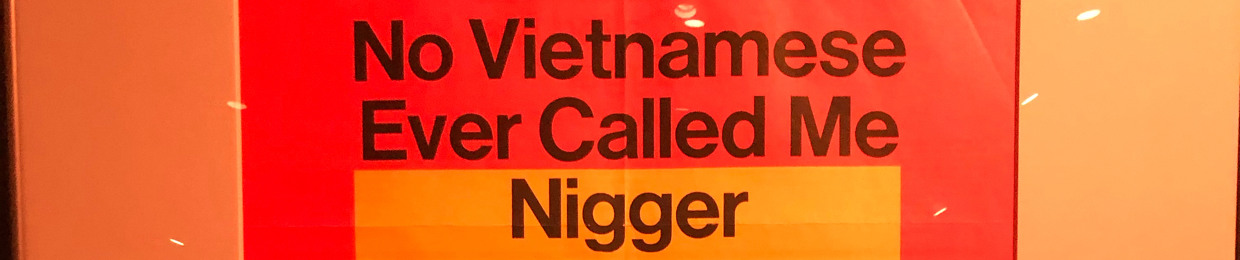 No Vietnamese
Ever Called Me
Nigger